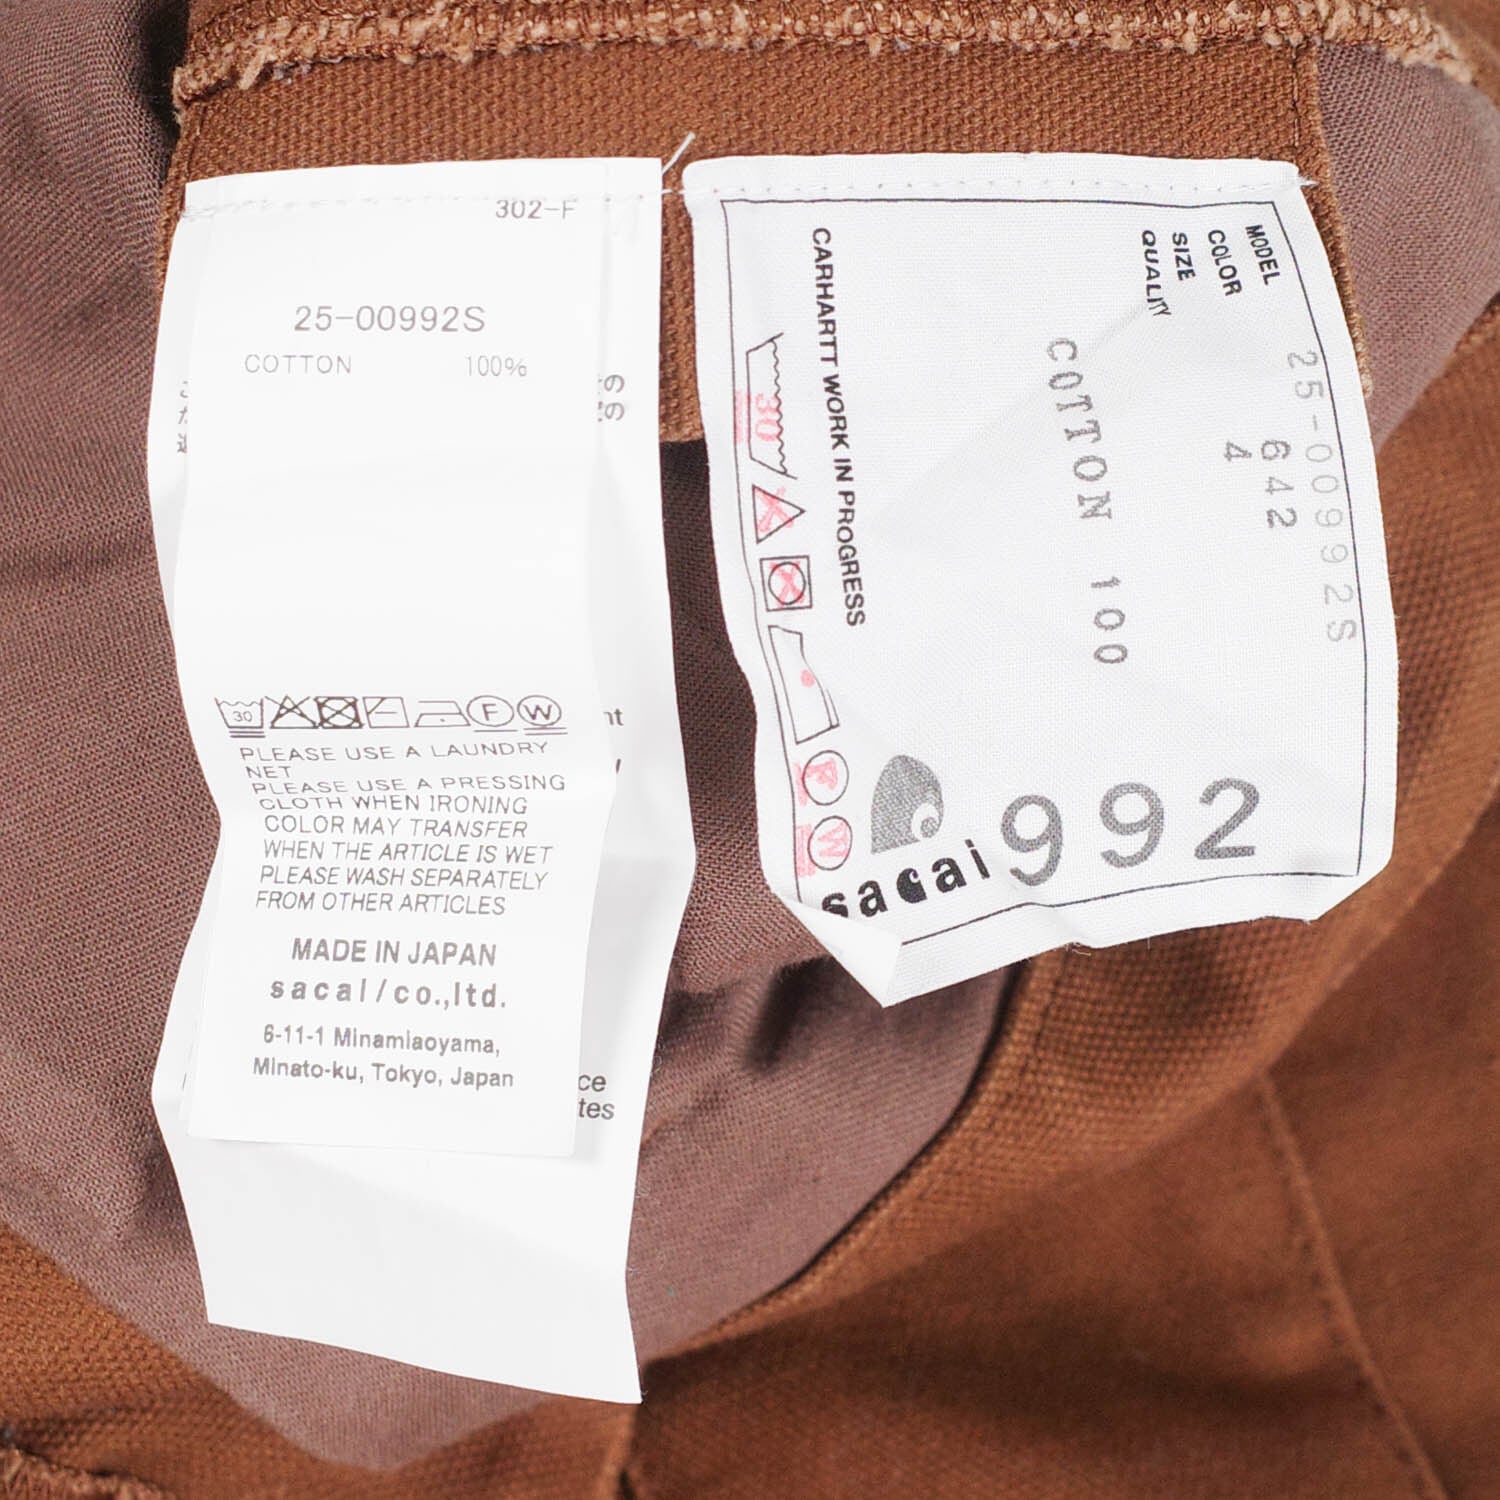 302-F
25-00992S
COTTON 100%
30
F W
PLEASE USE A LAUNDRY
NET
PLEASE USE A PRESSING
CLOTH WHEN IRONING
COLOR MAY TRANSFER
WHEN THE ARTICLE IS WET
PLEASE WASH SEPARATELY
FROM OTHER ARTICLES
MADE IN JAPAN
sacai/co.,ltd.
6-11-1 Minamiaoyama,
Minato-ku, Tokyo, Japan
MODEL 25-00992S
COLOR 642
SIZE 4
QUALITY
COTTON 100
CARHARTT WORK IN PROGRESS
30
F
W
sacai
992